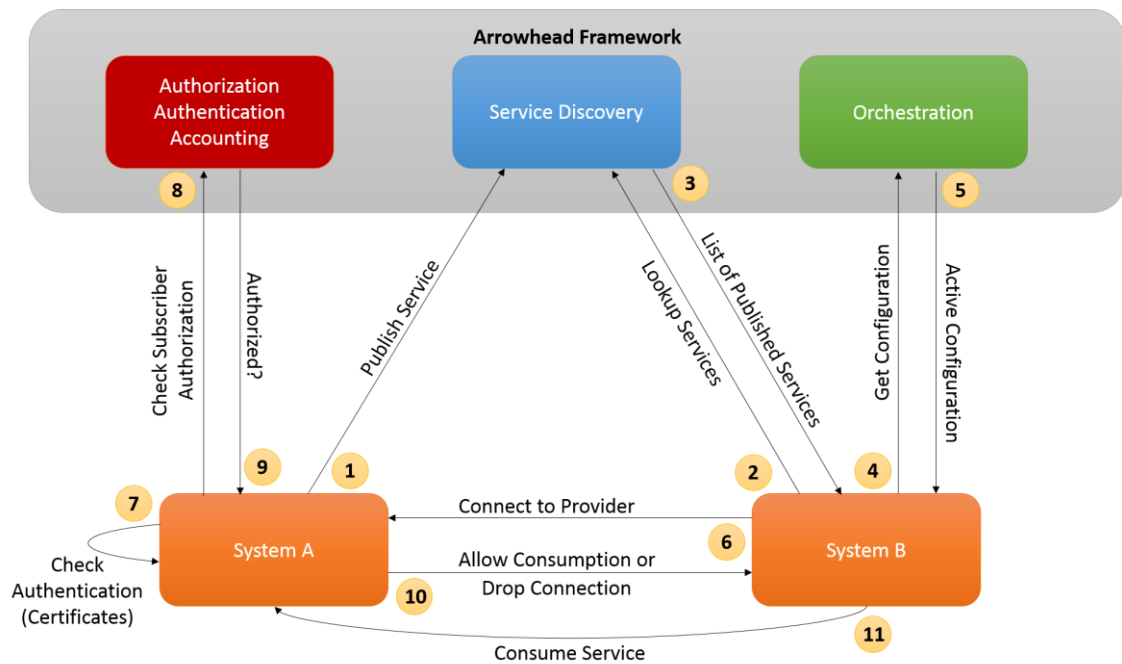 Arrowhead Framework
Authorization
Authentication
Accounting
Service Discovery
Orchestration
8
3
5
Check Subscriber
Authorization
Authorized?
Publish Service
Lookup Services
List of Published Services
Get Configuration
Active Configuration
9
1
2
4
7
Connect to Provider
System A
6
System B
Check
Authentication
(Certificates)
Allow Consumption or
Drop Connection
10
11
Consume Service